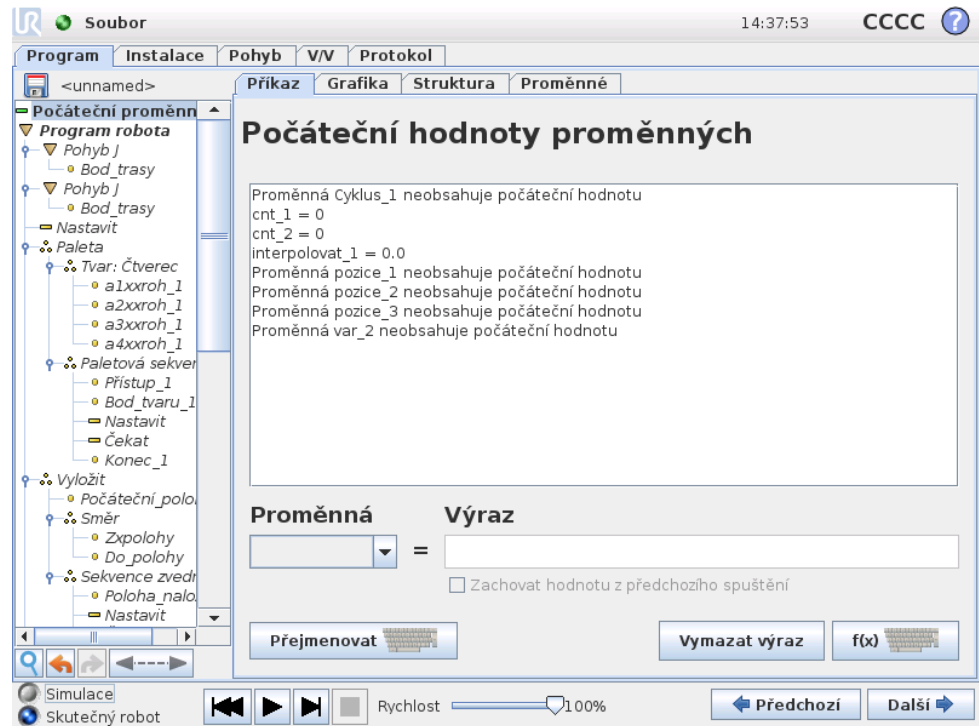 UR Soubor 14:37:53 CCCC ?
Program Instalace Pohyb V/V Protokol
<unnamed>
Příkaz Grafika Struktura Proměnné
Počáteční proměnn
Program robota
Pohyb J
Bod_trasy
Pohyb J
Bod_trasy
Nastavit
Paleta
Tvar: Čtverec
a1xxroh_1
a2xxroh_1
a3xxroh_1
a4xxroh_1
Paletová sekver
Přístup_1
Bod_tvaru_1
Nastavit
Čekat
Konec_1
Vyložit
Počáteční_polo
Směr
Zxpolohy
Do_polohy
Sekvence zvedr
Poloha_nalo
Nastavit
Počáteční hodnoty proměnných
Proměnná Cyklus_1 neobsahuje počáteční hodnotu
cnt_1 = 0
cnt_2 = 0
interpolovat_1 = 0.0
Proměnná pozice_1 neobsahuje počáteční hodnotu
Proměnná pozice_2 neobsahuje počáteční hodnotu
Proměnná pozice_3 neobsahuje počáteční hodnotu
Proměnná var_2 neobsahuje počáteční hodnotu
Proměnná Výraz
=
Zachovat hodnotu z předchozího spuštění
Přejmenovat Vymazat výraz f(x)
Simulace
Skutečný robot
Rychlost 100%
Předchozí Další